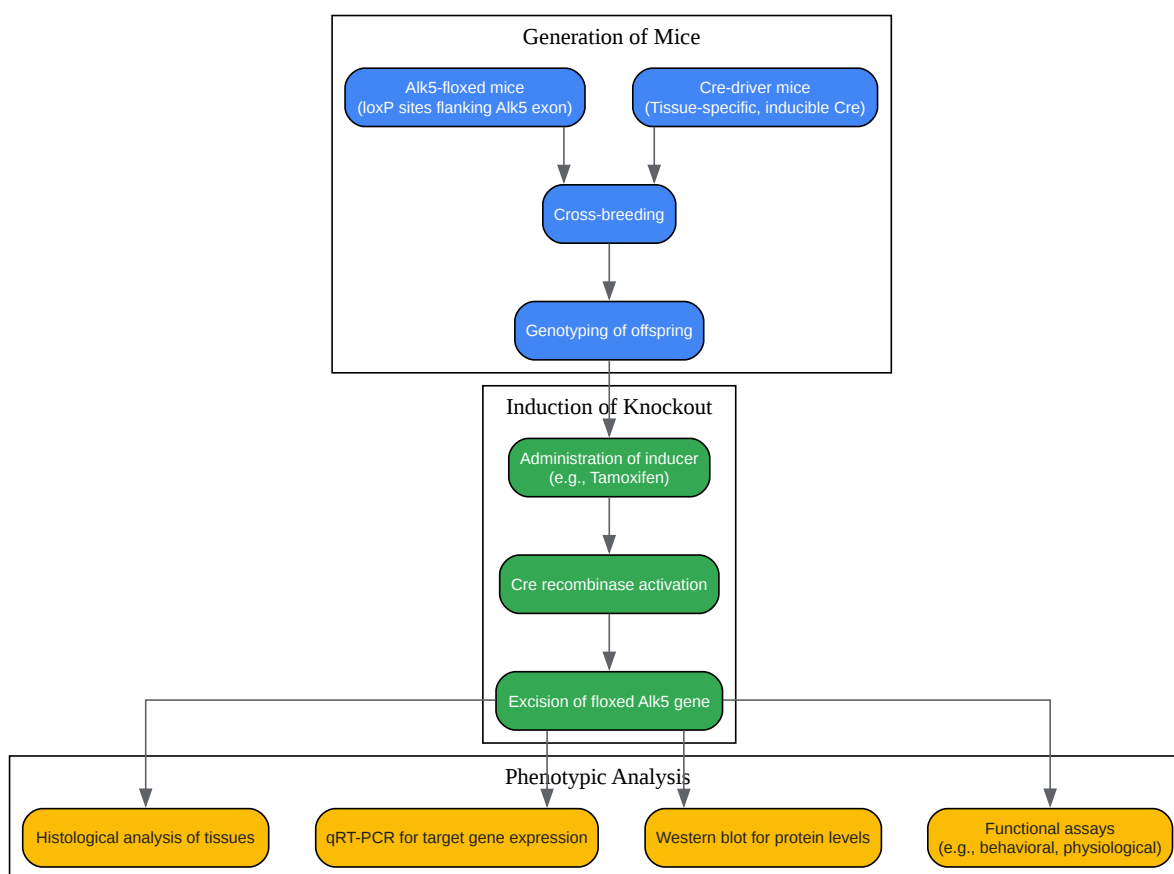 Generation of Mice
Alk5-floxed mice
(loxP sites flanking Alk5 exon)
Cre-driver mice
(Tissue-specific, inducible Cre)
Cross-breeding
Genotyping of offspring
Induction of Knockout
Administration of inducer
(e.g., Tamoxifen)
Cre recombinase activation
Excision of floxed Alk5 gene
Phenotypic Analysis
Histological analysis of tissues
qRT-PCR for target gene expression
Western blot for protein levels
Functional assays
(e.g., behavioral, physiological)